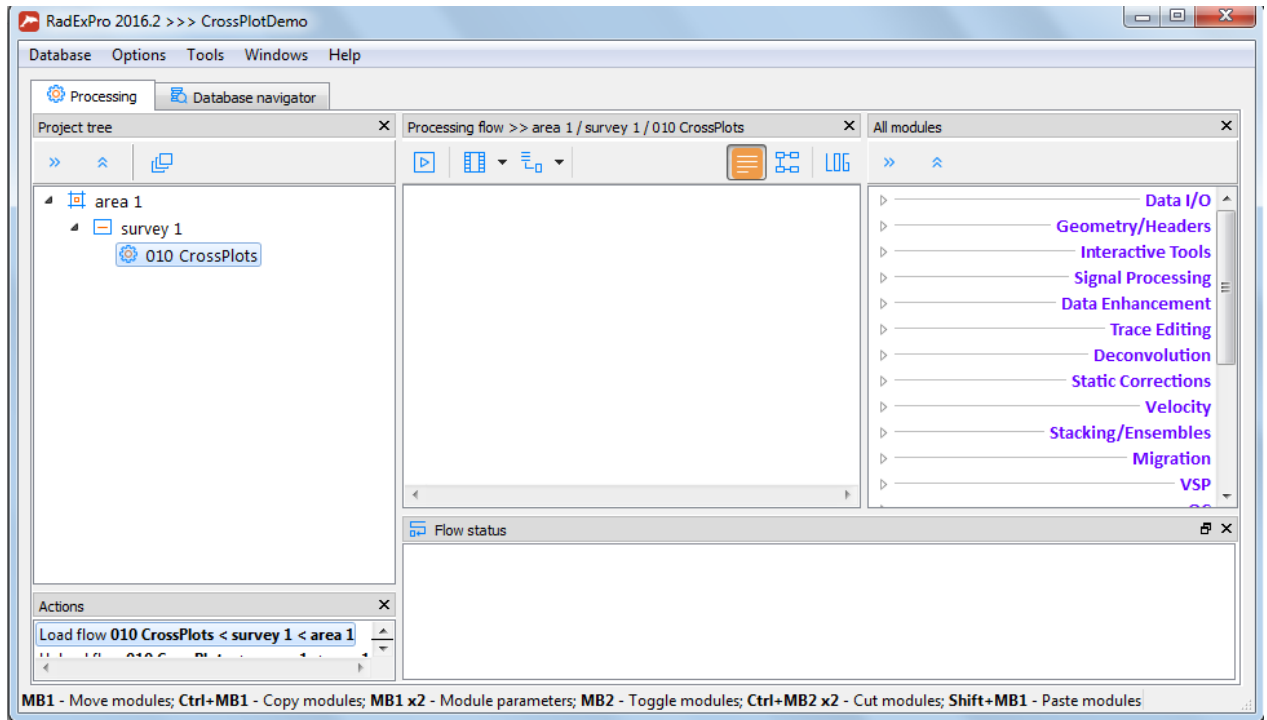 RadExPro 2016.2 >>> CrossPlotDemo
Database Options Tools Windows Help
Processing Database navigator
Project tree
area 1
survey 1
010 CrossPlots
Processing flow >> area 1 / survey 1 / 010 CrossPlots
LOG
All modules
Data I/O
Geometry/Headers
Interactive Tools
Signal Processing
Data Enhancement
Trace Editing
Deconvolution
Static Corrections
Velocity
Stacking/Ensembles
Migration
VSP
Flow status
Actions
Load flow 010 CrossPlots < survey 1 < area 1
MB1 - Move modules; Ctrl+MB1 - Copy modules; MB1 x2 - Module parameters; MB2 - Toggle modules; Ctrl+MB2 x2 - Cut modules; Shift+MB1 - Paste modules